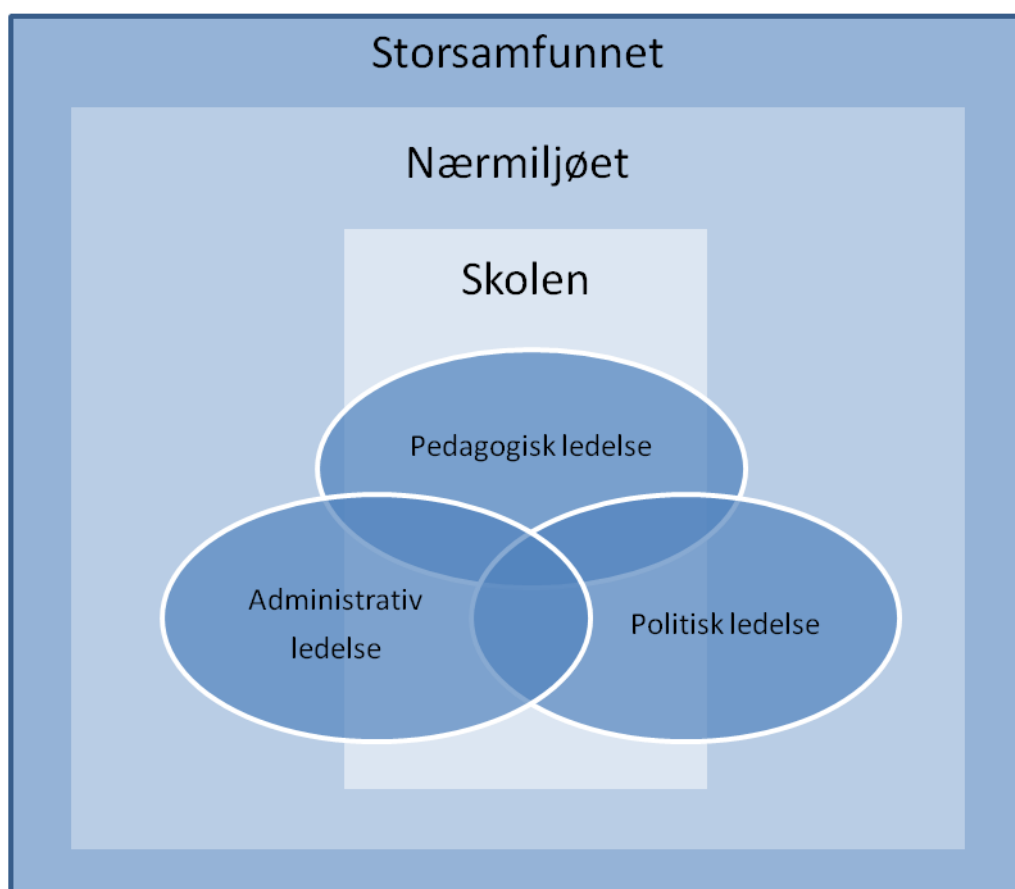 Storsamfunnet
Nærmiljøet
Skolen
Pedagogisk ledelse
Administrativ
ledelse
Politisk ledelse